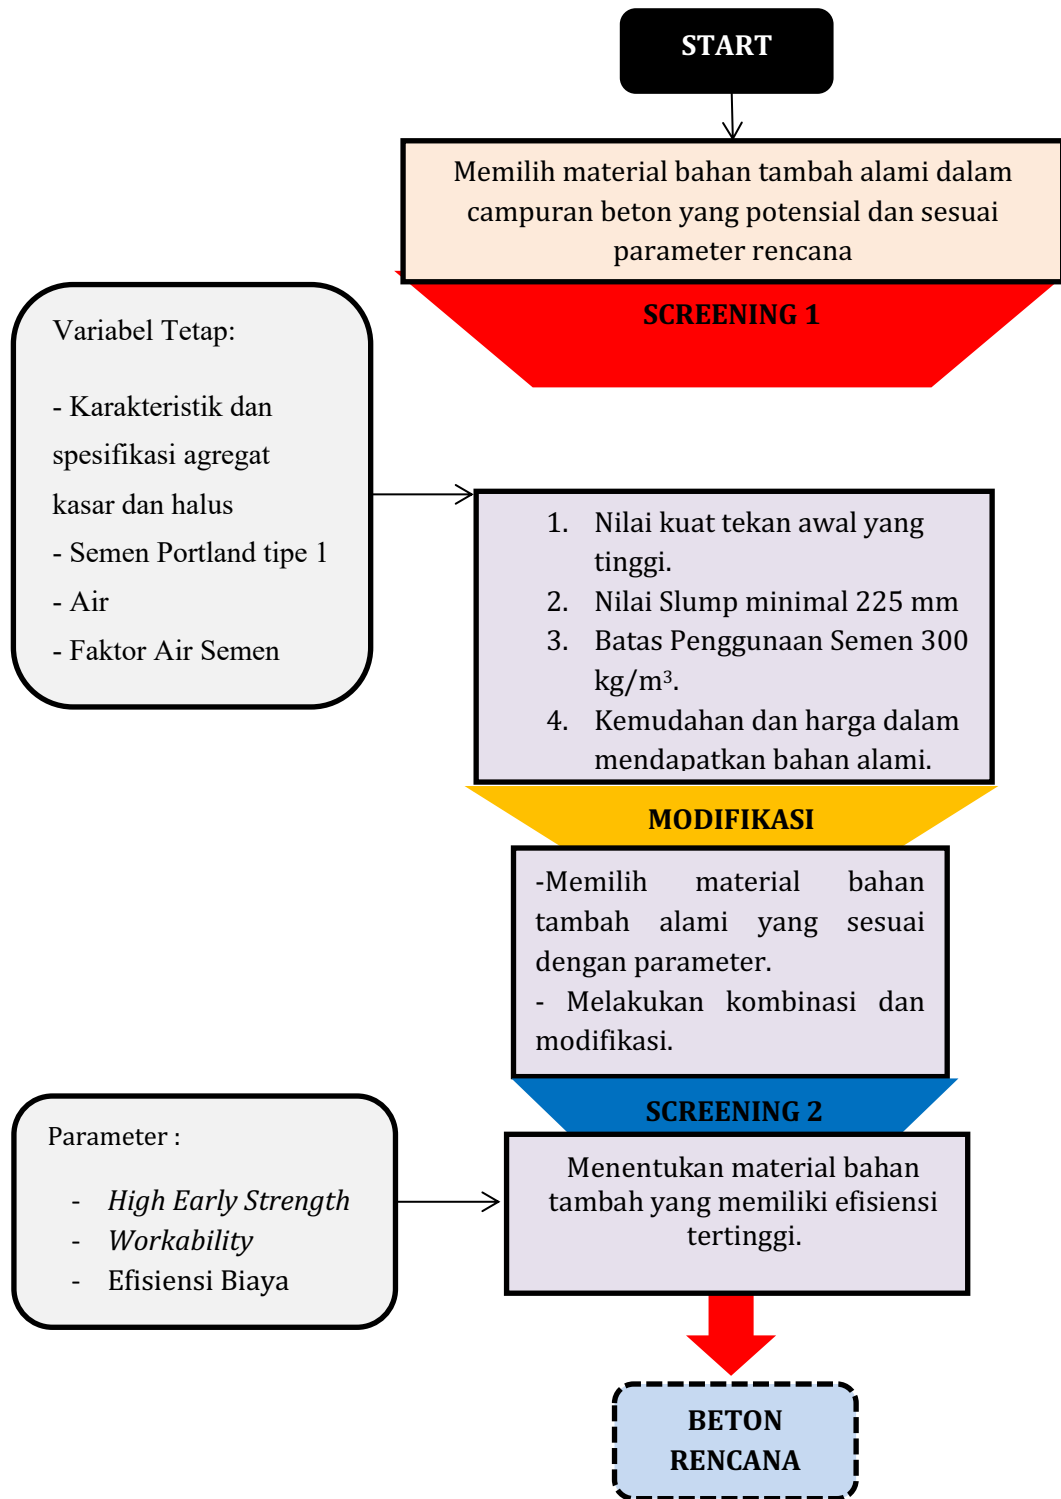 START
Memilih material bahan tambah alami dalam
campuran beton yang potensial dan sesuai
parameter rencana
SCREENING 1
Variabel Tetap:
- Karakteristik dan
spesifikasi agregat
kasar dan halus
- Semen Portland tipe 1
- Air
- Faktor Air Semen
1. Nilai kuat tekan awal yang
tinggi.
2. Nilai Slump minimal 225 mm
3. Batas Penggunaan Semen 300
kg/m³.
4. Kemudahan dan harga dalam
mendapatkan bahan alami.
MODIFIKASI
-Memilih material bahan
tambah alami yang sesuai
dengan parameter.
- Melakukan kombinasi dan
modifikasi.
SCREENING 2
Parameter :
- High Early Strength
- Workability
- Efisiensi Biaya
Menentukan material bahan
tambah yang memiliki efisiensi
tertinggi.
BETON
RENCANA